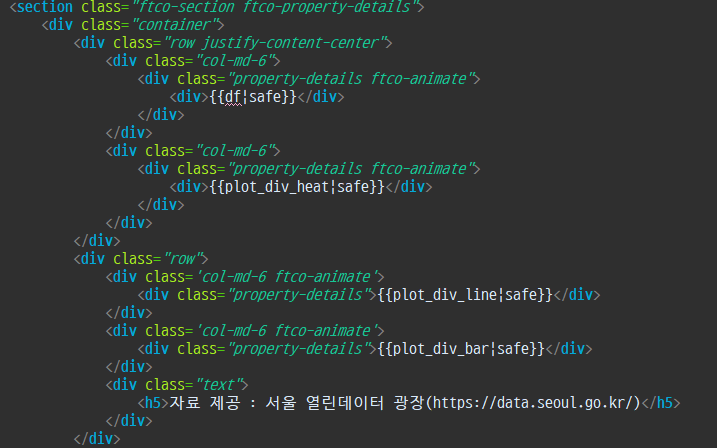 <section class="ftco-section ftco-property-details">
<div class="container">
<div class="row justify-content-center">
<div class="col-md-6">
<div class="property-details ftco-animate">
<div>{{df¦safe}}</div>
</div>
</div>
<div class="col-md-6">
<div class="property-details ftco-animate">
<div>{{plot_div_heat¦safe}}</div>
</div>
</div>
</div>
<div class="row">
<div class='col-md-6 ftco-animate'>
<div class="property-details">{{plot_div_line¦safe}}</div>
</div>
<div class='col-md-6 ftco-animate'>
<div class="property-details">{{plot_div_bar¦safe}}</div>
</div>
<div class="text">
<h5>자료 제공 : 서울 열린데이터 광장(https://data.seoul.go.kr/)</h5>
</div>
</div>